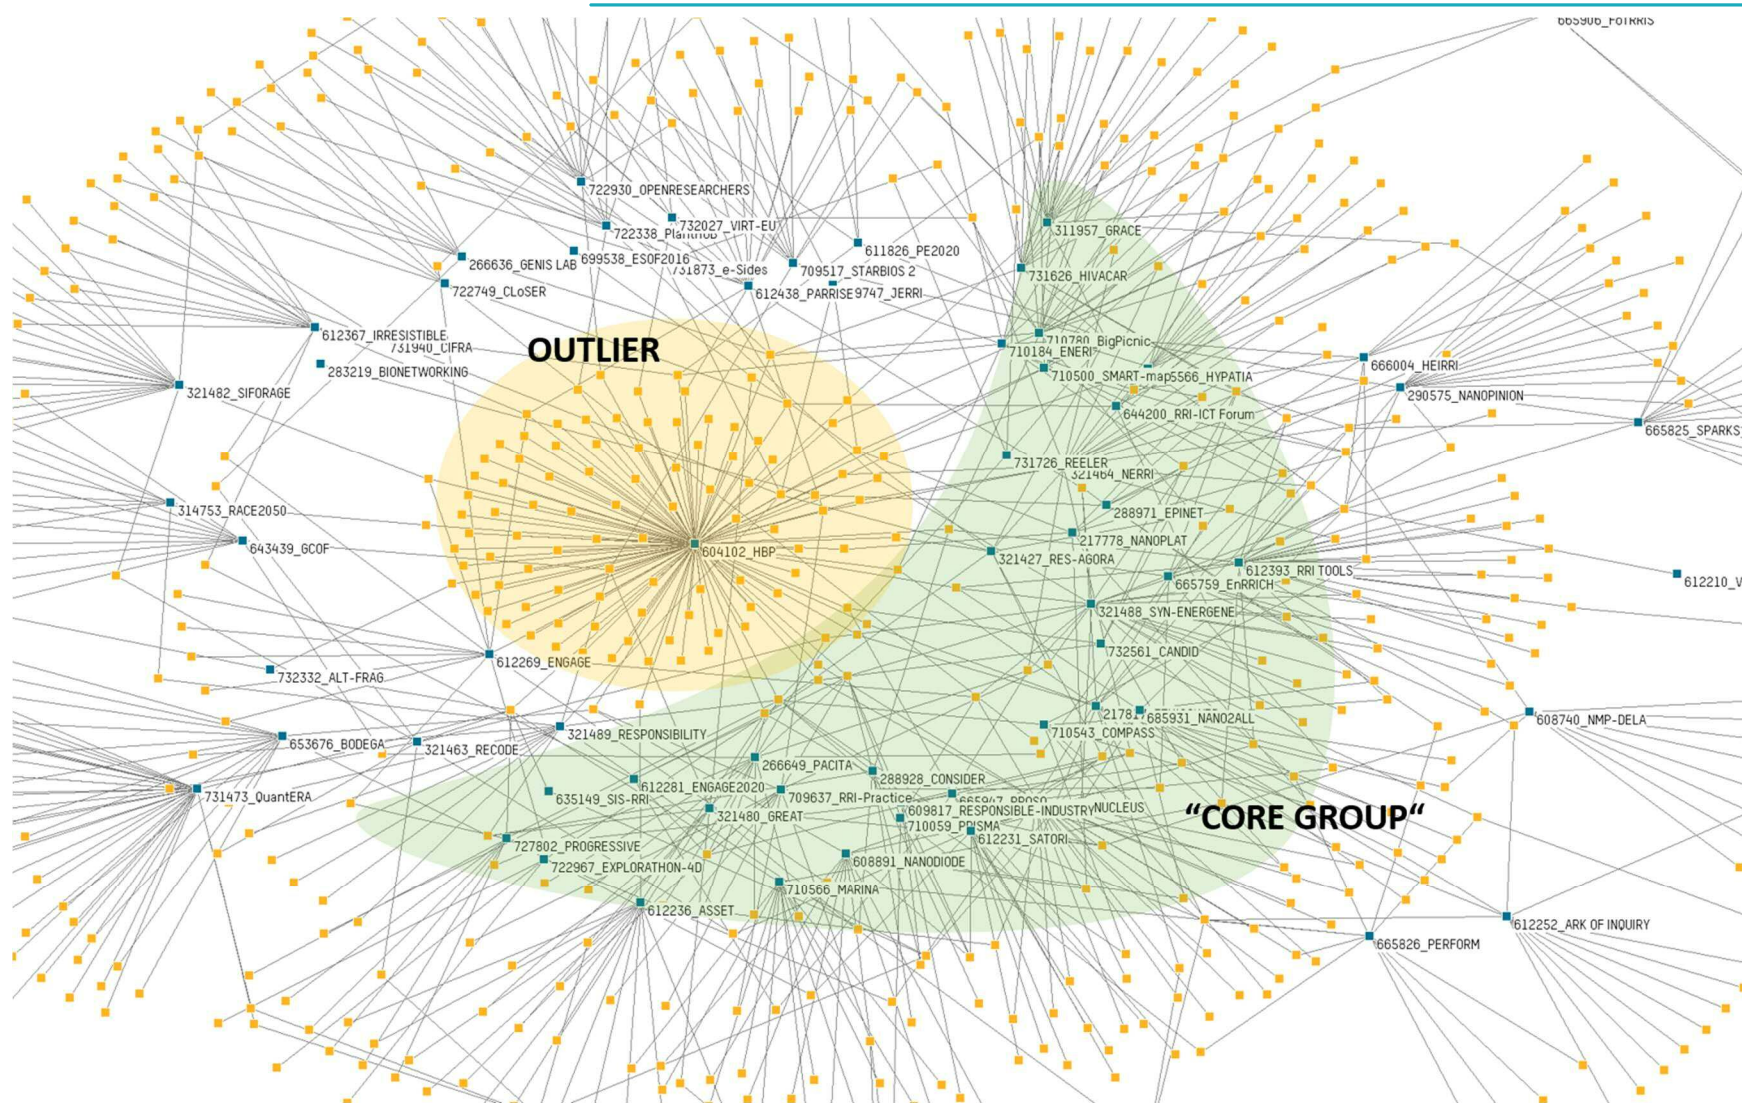 665906_FoTRRIS
722930_OPENRESEARCHERS
732027_VIRT-EU
722338_PlantHUB
611826_PE2020
311957_GRACE
699538_ESOF2016
266636_GENIS LAB
731873_e-Sides
709517_STARBIOS 2
731626_HIVACAR
722749_CLoSER
612438_PARRISE
9747_JERRI
612367_IRRESISTIBLE
731940_CIFRA
OUTLIER
710780_BigPicnic
710184_ENERI
283219_BIONETWORKING
666004_HEIRRI
710500_SMART-map
5566_HYPATIA
321482_SIFORAGE
290575_NANOPINION
644200_RRI-ICT Forum
665825_SPARKS
731726_REELER
321464_NERRI
314753_RACE2050
288971_EPINET
217778_NANOPLAT
643439_GCOF
604102_HBP
321427_RES-AGORA
612393_RRI TOOLS
665759_EnRRICH
612210_V
321488_SYN-ENERGENE
732561_CANDID
612269_ENGAGE
732332_ALT-FRAG
21781
685931_NANO2ALL
608740_NMP-DELA
321489_RESPONSIBILITY
710543_COMPASS
653676_BODEGA
321463_RECODE
266649_PACITA
288928_CONSIDER
612281_ENGAGE2020
731473_QuantERA
635149_SIS-RRI
709637_RRI-Practice
665947_PROSO
NUCLEUS
321480_GREAT
609817_RESPONSIBLE-INDUSTRY
"CORE GROUP"
710059_PRISMA
612231_SATORI
727802_PROGRESSIVE
722967_EXPLORATHON-4D
608891_NANODIODE
710566_MARINA
612236_ASSET
612252_ARK OF INQUIRY
665826_PERFORM